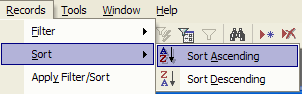 Records Tools Window Help
Filter
Sort
Sort Ascending
Apply Filter/Sort
Sort Descending